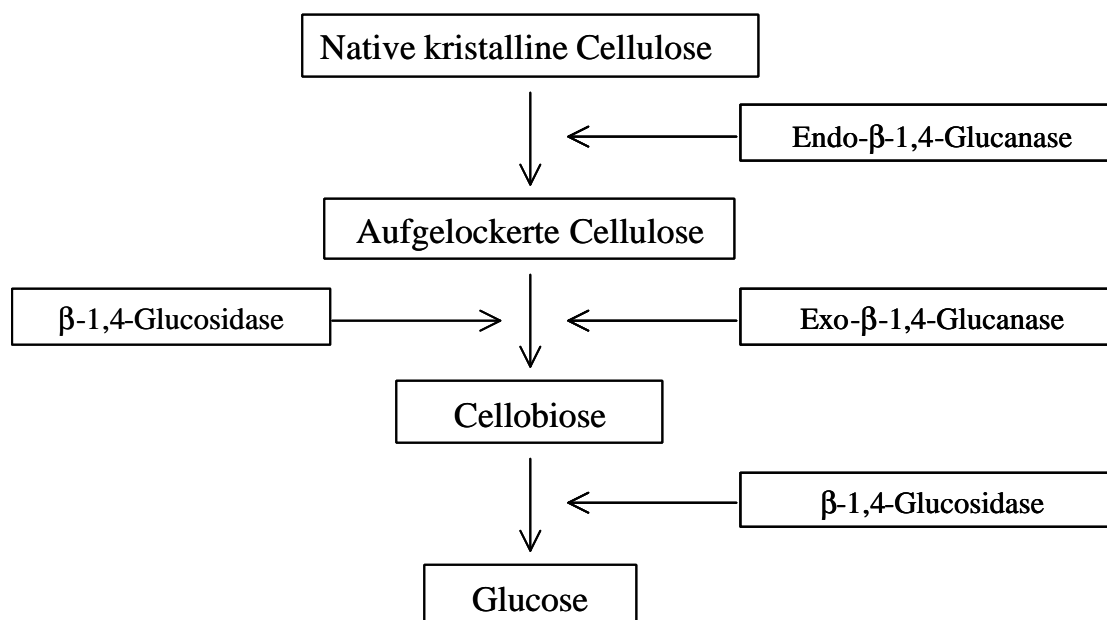 Native kristalline Cellulose
Endo-β-1,4-Glucanase
Aufgelockerte Cellulose
β-1,4-Glucosidase
Exo-β-1,4-Glucanase
Cellobiose
β-1,4-Glucosidase
Glucose